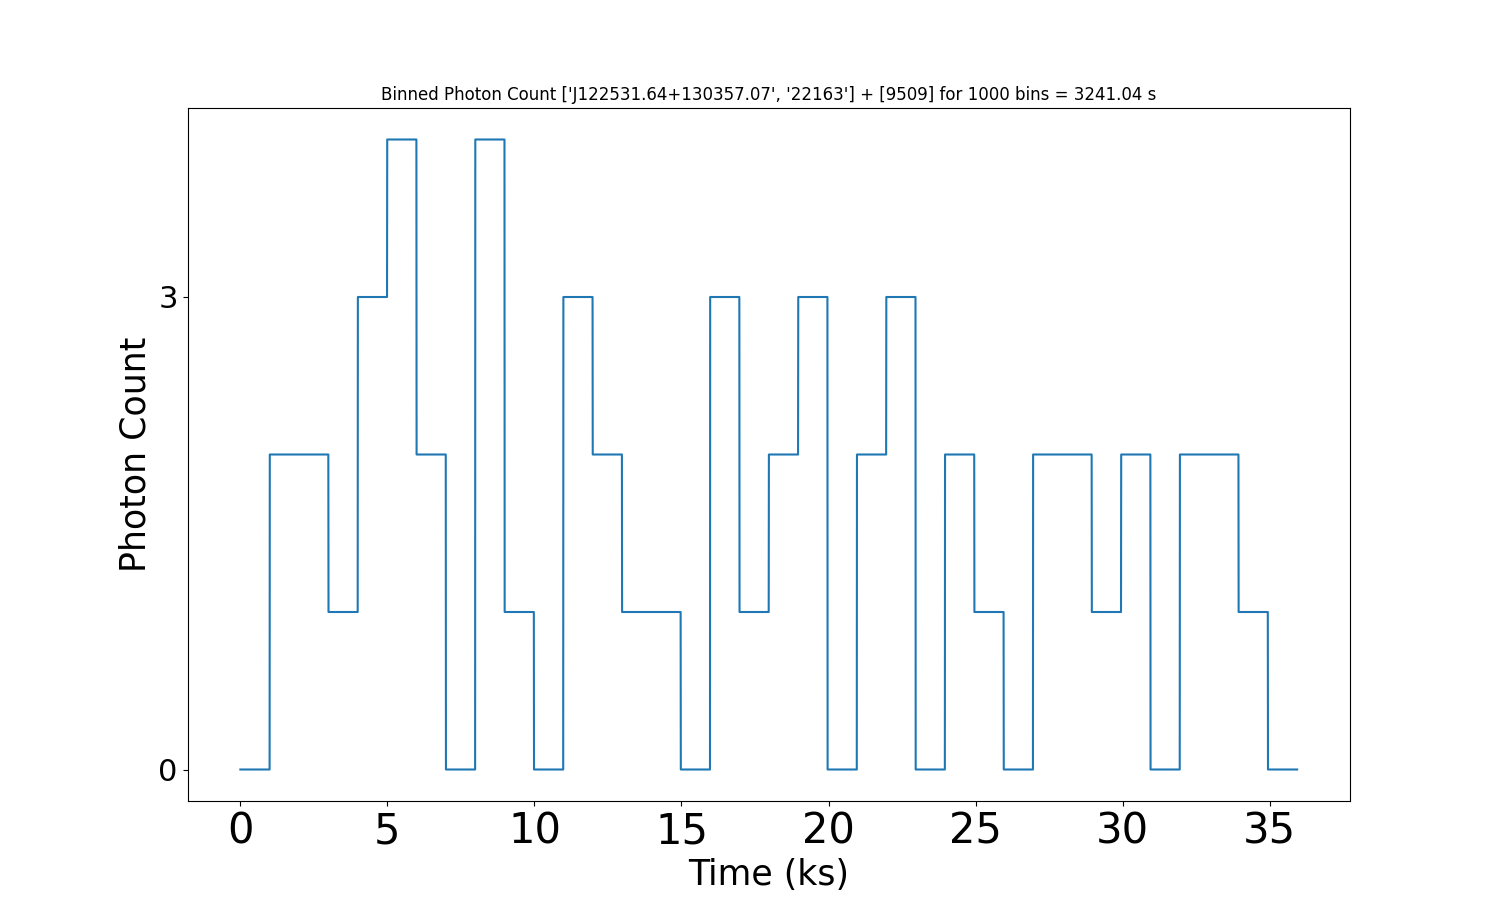 Binned Photon Count ['J122531.64+130357.07', '22163'] + [9509] for 1000 bins = 3241.04 s
3
Photon Count
0
0 5 10 15 20 25 30 35
Time (ks)